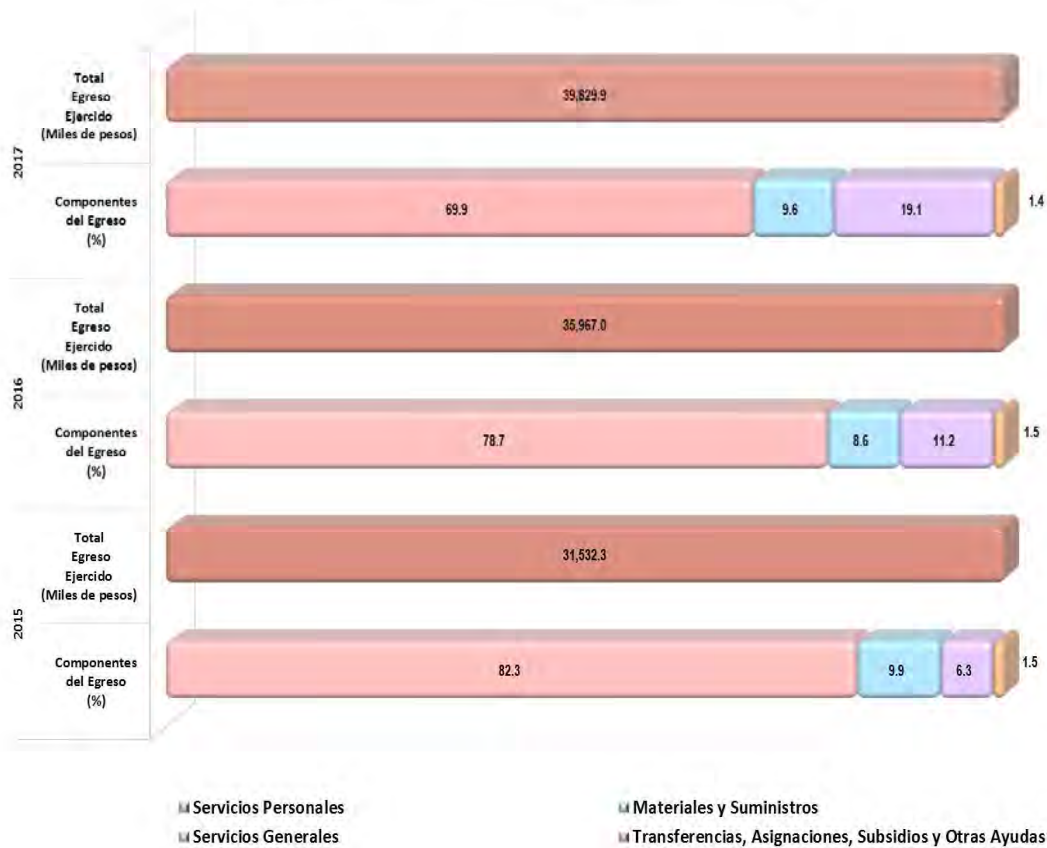 2017
Total
Egreso
Ejercido
(Miles de pesos)
39,829.9
Componentes
del Egreso
(%)
69.9
9.6
19.1
1.4
2016
Total
Egreso
Ejercido
(Miles de pesos)
35,967.0
Componentes
del Egreso
(%)
78.7
8.6
11.2
1.5
2015
Total
Egreso
Ejercido
(Miles de pesos)
31,532.3
Componentes
del Egreso
(%)
82.3
9.9
6.3
1.5
Servicios Personales
Materiales y Suministros
Servicios Generales
Transferencias, Asignaciones, Subsidios y Otras Ayudas